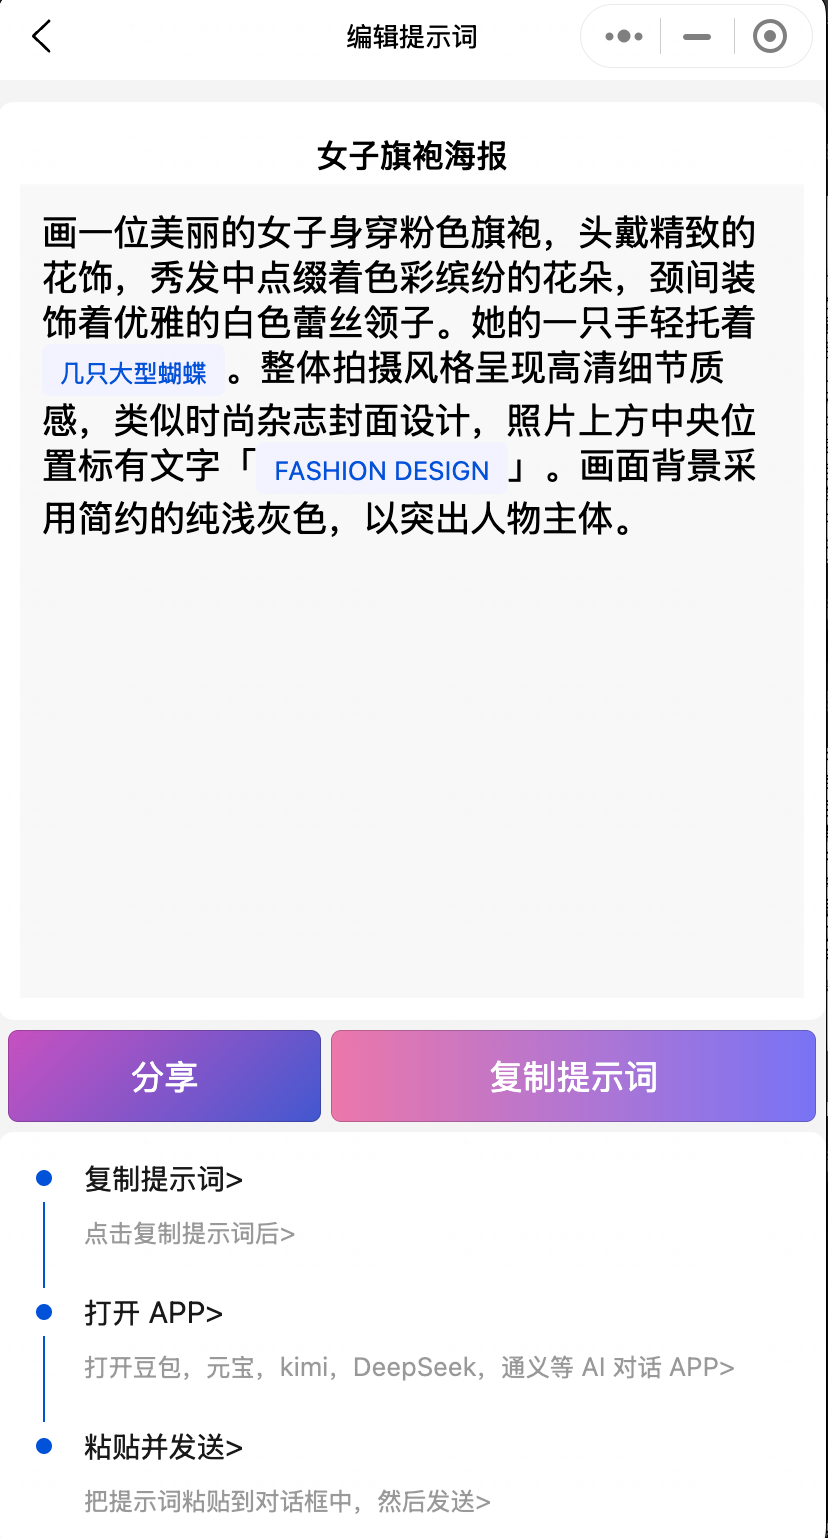 编辑提示词
女子旗袍海报
画一位美丽的女子身穿粉色旗袍，头戴精致的
花饰，秀发中点缀着色彩缤纷的花朵，颈间装
饰着优雅的白色蕾丝领子。她的一只手轻托着
几只大型蝴蝶。整体拍摄风格呈现高清细节质
感，类似时尚杂志封面设计，照片上方中央位
置标有文字「FASHION DESIGN」。画面背景采
用简约的纯浅灰色，以突出人物主体。
分享
复制提示词
复制提示词>
点击复制提示词后>
打开 APP>
打开豆包，元宝，kimi，DeepSeek，通义等 AI 对话 APP>
粘贴并发送>
把提示词粘贴到对话框中，然后发送>